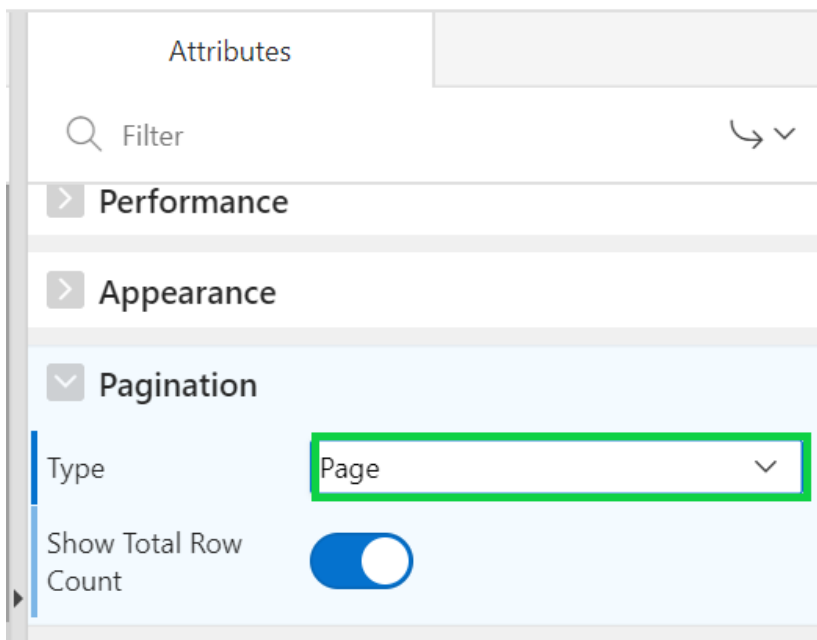 Attributes
Filter
Performance
Appearance
Pagination
Type
Page
Show Total Row
Count